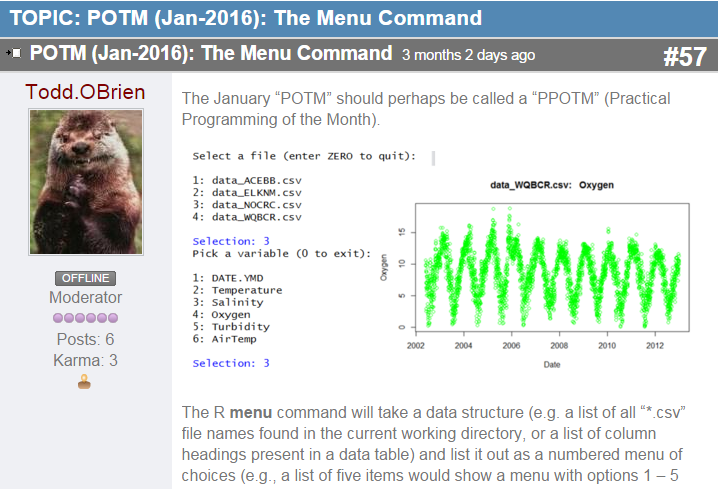 TOPIC: POTM (Jan-2016): The Menu Command
POTM (Jan-2016): The Menu Command 3 months 2 days ago #57
Todd.OBrien
OFFLINE
Moderator
Posts: 6
Karma: 3
The January “POTM” should perhaps be called a “PPOTM” (Practical
Programming of the Month).
Select a file (enter ZERO to quit):
1: data_ACEBB.csv
2: data_ELKNM.csv
3: data_NOCRC.csv
4: data_WQBCR.csv
Selection: 3
Pick a variable (0 to exit):
1: DATE.YMD
2: Temperature
3: Salinity
4: Oxygen
5: Turbidity
6: AirTemp
Selection: 3
data_WQBCR.csv: Oxygen
Oxygen
15
10
5
0
2002 2004 2006 2008 2010 2012
Date
The R menu command will take a data structure (e.g. a list of all “*.csv”
file names found in the current working directory, or a list of column
headings present in a data table) and list it out as a numbered menu of
choices (e.g., a list of five items would show a menu with options 1 – 5